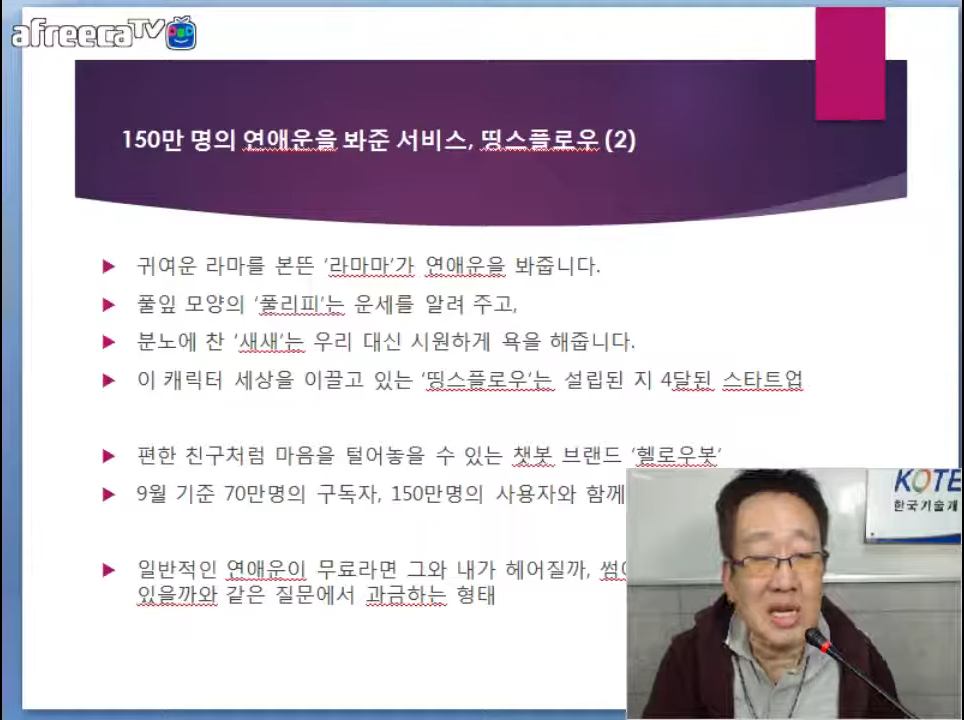 afreecaTV
150만 명의 연애운을 봐준 서비스, 띵스플로우 (2)
귀여운 라마를 본뜬 '라마마'가 연애운을 봐줍니다.
풀잎 모양의 '풀리피'는 운세를 알려 주고,
분노에 찬 '새새'는 우리 대신 시원하게 욕을 해줍니다.
이 캐릭터 세상을 이끌고 있는 '띵스플로우'는 설립된 지 4달된 스타트업
편한 친구처럼 마음을 털어놓을 수 있는 챗봇 브랜드 '헬로우봇'
9월 기준 70만명의 구독자, 150만명의 사용자와 함께
일반적인 연애운이 무료라면 그와 내가 헤어질까,
있을까와 같은 질문에서 과금하는 형태
KOTE
한국기술개